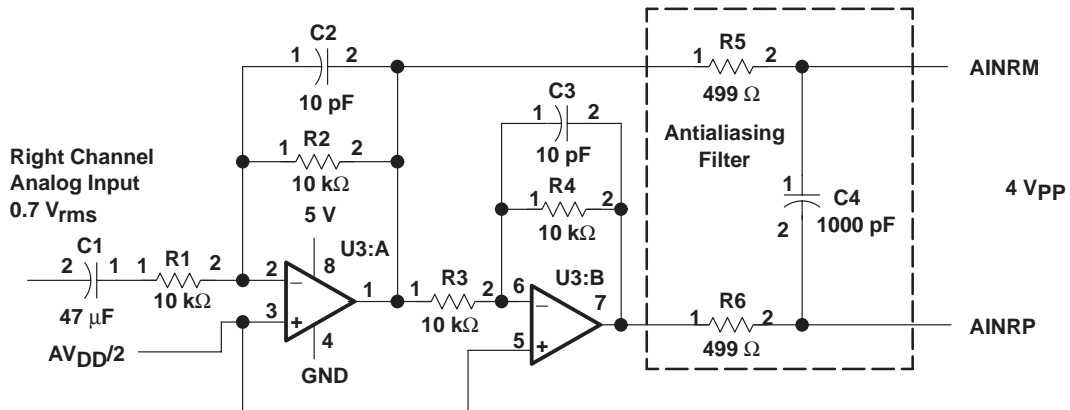 C2
1 2
10 pF
R2
1 2
10 kΩ
Right Channel
Analog Input
0.7 Vrms
C1
2 1
47 μF
R1
1 2
10 kΩ
5 V
U3:A
8
2
–
3
+
1
4
GND
AVDD/2
R3
1 2
10 kΩ
C3
1 2
10 pF
R4
1 2
10 kΩ
U3:B
6
–
5
+
7
R5
1 2
499 Ω
Antialiasing
Filter
1
C4
1000 pF
2
R6
1 2
499 Ω
AINRM
4 VPP
AINRP